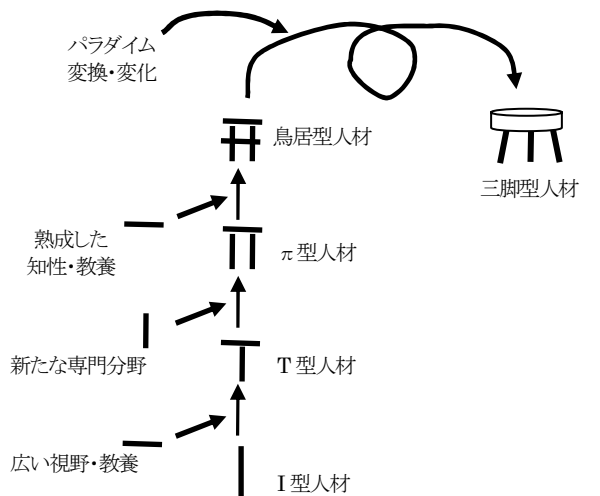 パラダイム
変換・変化
鳥居型人材
三脚型人材
熟成した
知性・教養
π型人材
新たな専門分野
T型人材
広い視野・教養
I型人材